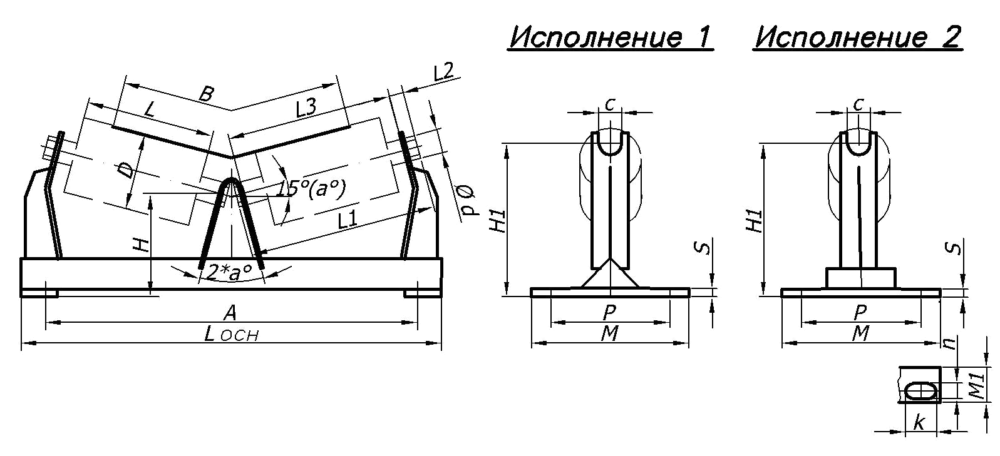 Исполнение 1
Исполнение 2
L2
B
L3
L
c
c
D
15°(a°)
d Ø
L1
H1
H1
H
S
S
2*a°
A
P
P
L осн
M
M
n
M1
k